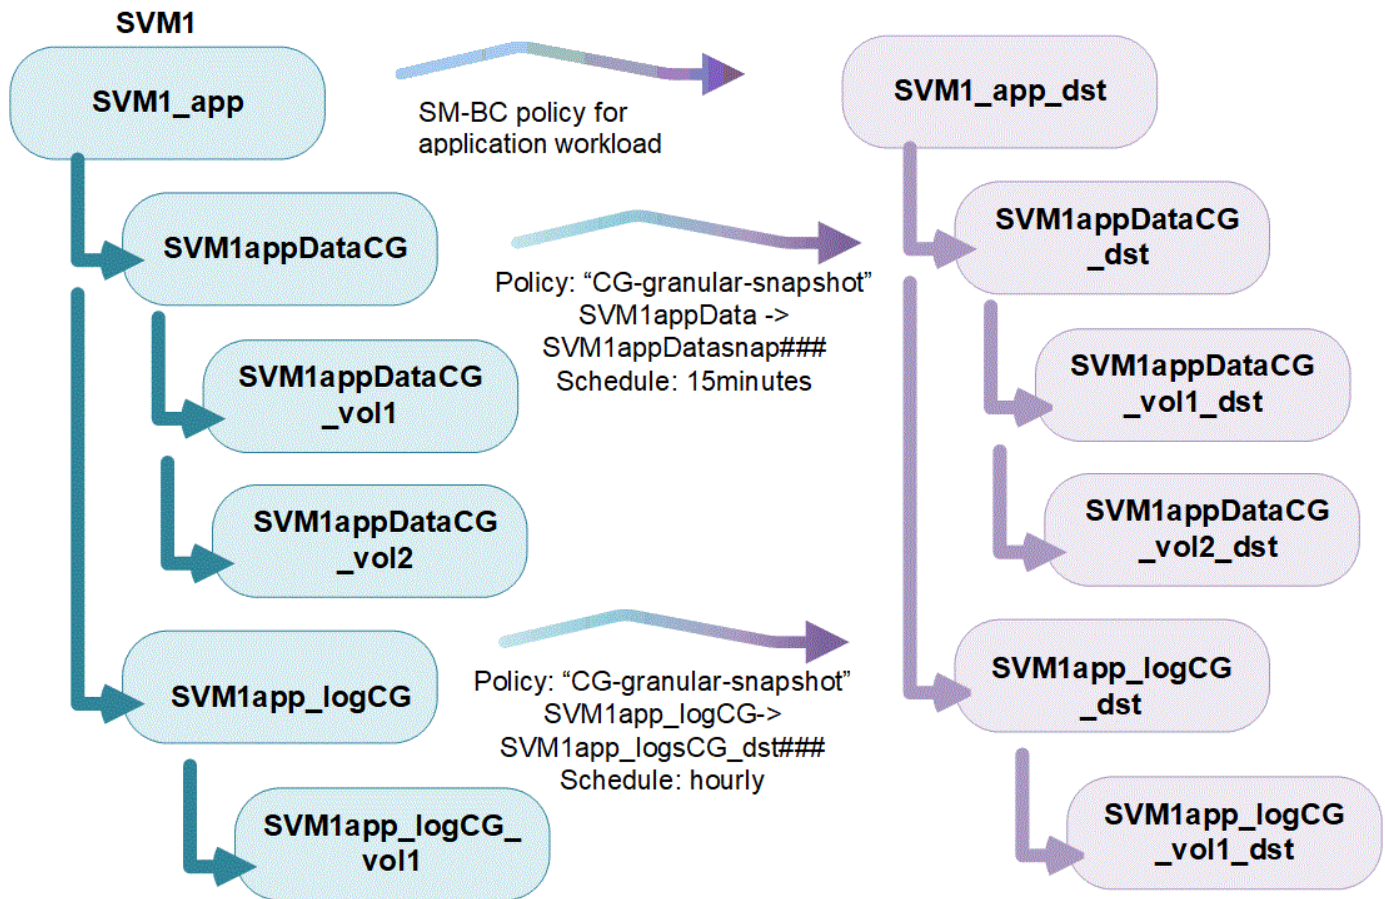 SVM1
SVM1_app
SM-BC policy for
application workload
SVM1_app_dst
SVM1appDataCG
Policy: “CG-granular-snapshot”
SVM1appData ->
SVM1appDatasnap###
Schedule: 15minutes
SVM1appDataCG
_dst
SVM1appDataCG
_vol1
SVM1appDataCG
_vol1_dst
SVM1appDataCG
_vol2
SVM1appDataCG
_vol2_dst
SVM1app_logCG
Policy: “CG-granular-snapshot”
SVM1app_logCG->
SVM1app_logsCG_dst###
Schedule: hourly
SVM1app_logCG
_dst
SVM1app_logCG_
vol1
SVM1app_logCG
_vol1_dst